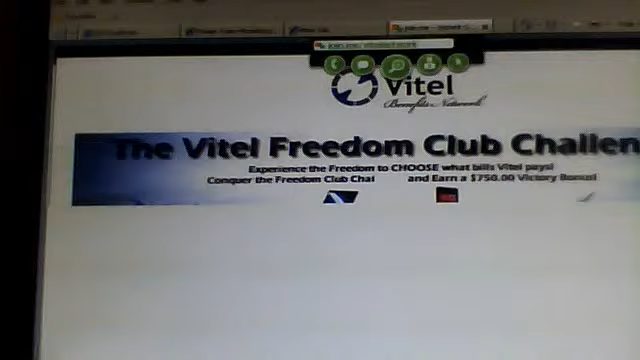 Vitel
Benefits Network
The Vitel Freedom Club Challen
Experience the Freedom to CHOOSE what bills Vitel pays!
Conquer the Freedom Club Chal and Earn a $750.00 Victory Bonus!